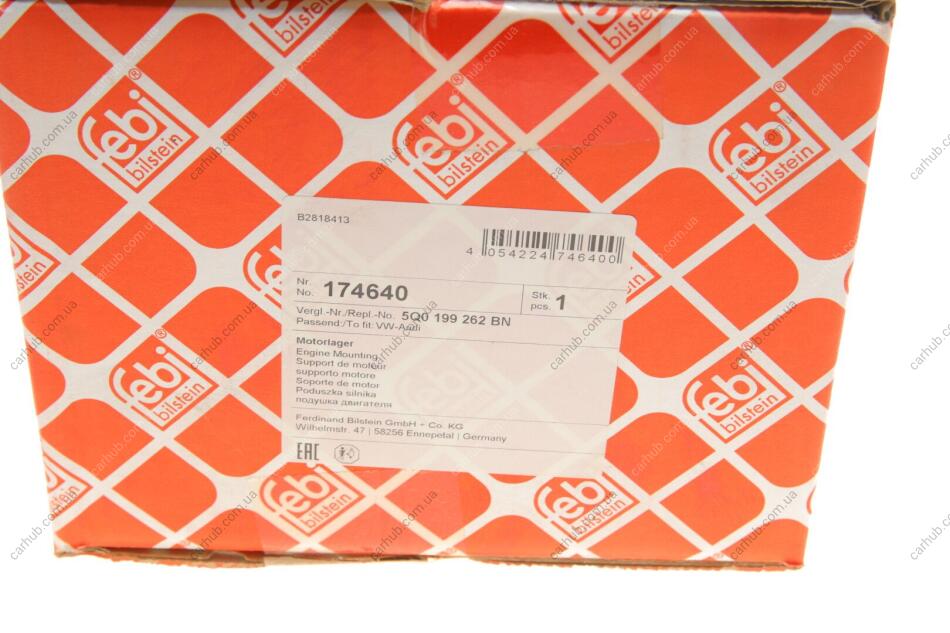 febi®
bilstein
B2818413
4 054224 746400
Nr.
No. 174640
Stk.
pcs. 1
Vergl.-Nr./Repl.-No. 5Q0 199 262 BN
Passend:/To fit: VW-Audi
Motorlager
Engine Mounting
Support de moteur
supporto motore
Soporte de motor
Poduszka silnika
подушка двигателя
Ferdinand Bilstein GmbH + Co. KG
Wilhelmstr. 47 | 58256 Ennepetal | Germany
EAC
carhub.com.ua